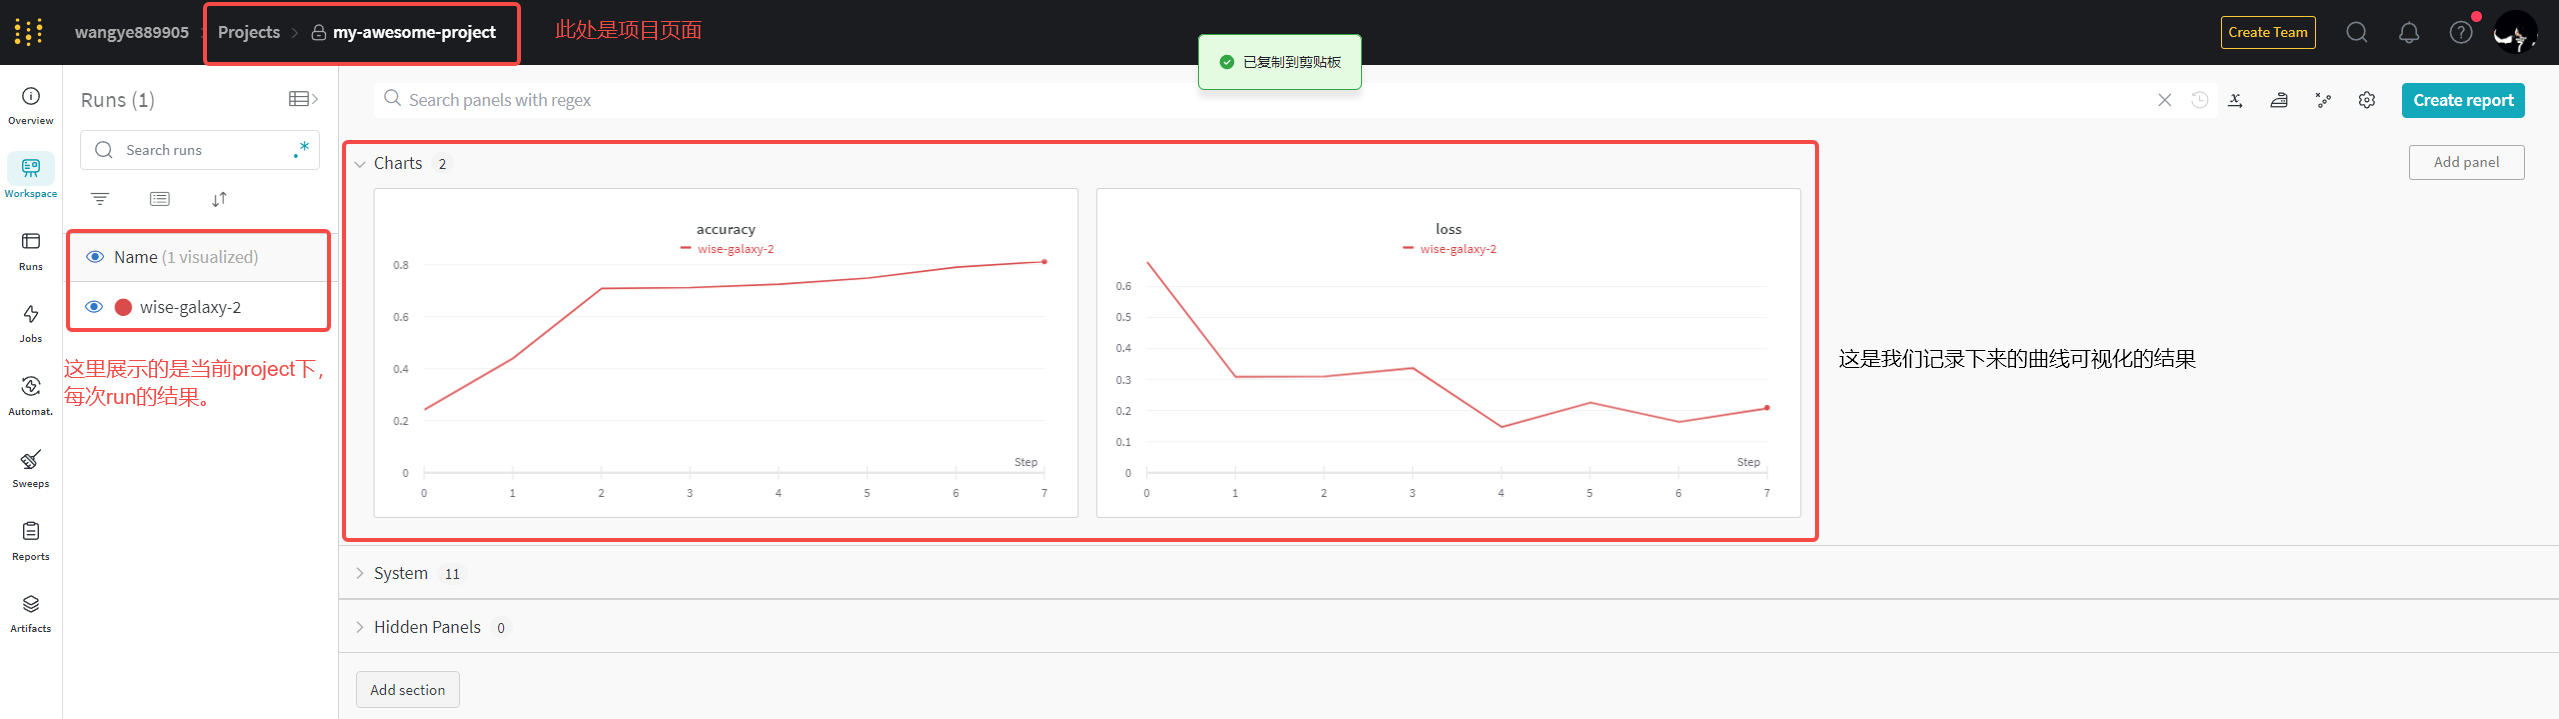 wangye889905 > Projects > my-awesome-project
此处是项目页面
已复制到剪贴板
Create Team
Overview
Workspace
Runs
Jobs
Automat.
Sweeps
Reports
Artifacts
Runs (1)
Search runs
.*
Name (1 visualized)
wise-galaxy-2
这里展示的是当前project下,
每次run的结果。
Search panels with regex
Create report
Charts 2
Add panel
accuracy
wise-galaxy-2
0.8
0.6
0.4
0.2
0
Step
0 1 2 3 4 5 6 7
loss
wise-galaxy-2
0.6
0.5
0.4
0.3
0.2
0.1
0
Step
0 1 2 3 4 5 6 7
这是我们记录下来的曲线可视化的结果
System 11
Hidden Panels 0
Add section